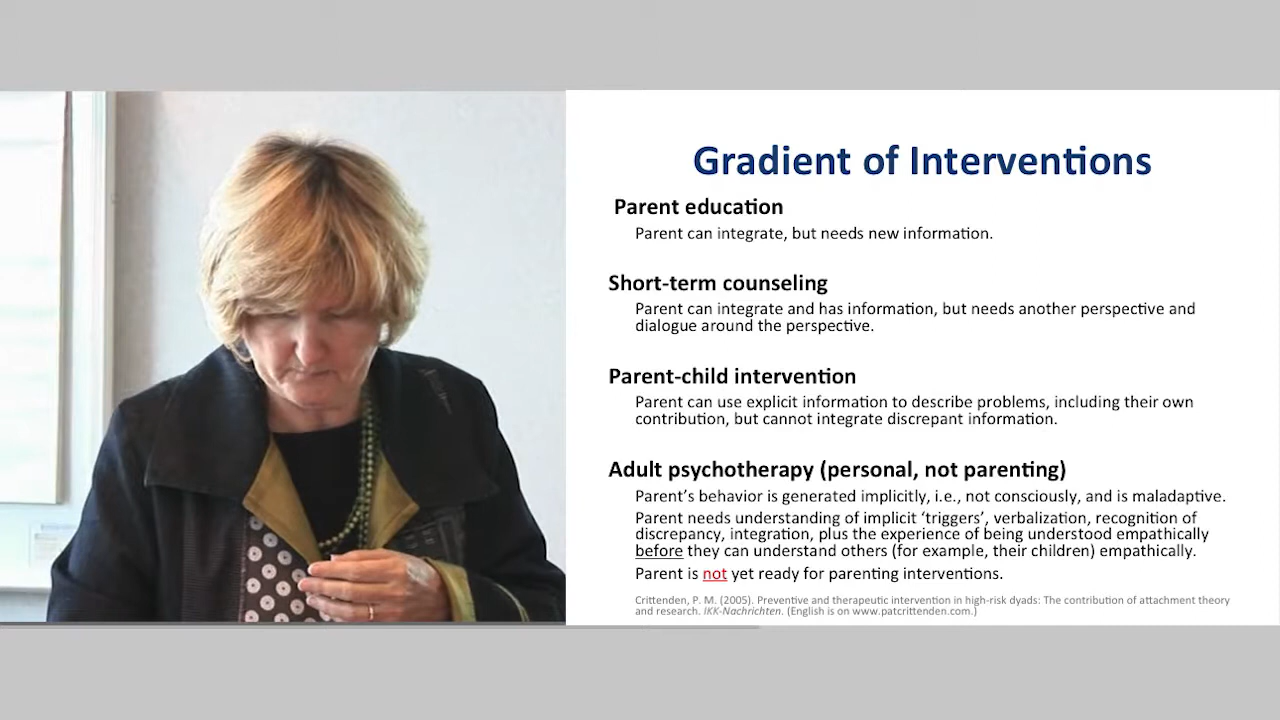 Gradient of Interventions
Parent education
Parent can integrate, but needs new information.
Short-term counseling
Parent can integrate and has information, but needs another perspective and
dialogue around the perspective.
Parent-child intervention
Parent can use explicit information to describe problems, including their own
contribution, but cannot integrate discrepant information.
Adult psychotherapy (personal, not parenting)
Parent’s behavior is generated implicitly, i.e., not consciously, and is maladaptive.
Parent needs understanding of implicit ‘triggers’, verbalization, recognition of
discrepancy, integration, plus the experience of being understood empathically
before they can understand others (for example, their children) empathically.
Parent is not yet ready for parenting interventions.
Crittenden, P. M. (2005). Preventive and therapeutic intervention in high-risk dyads: The contribution of attachment theory
and research. IKK-Nachrichten. (English is on www.patcrittenden.com.)